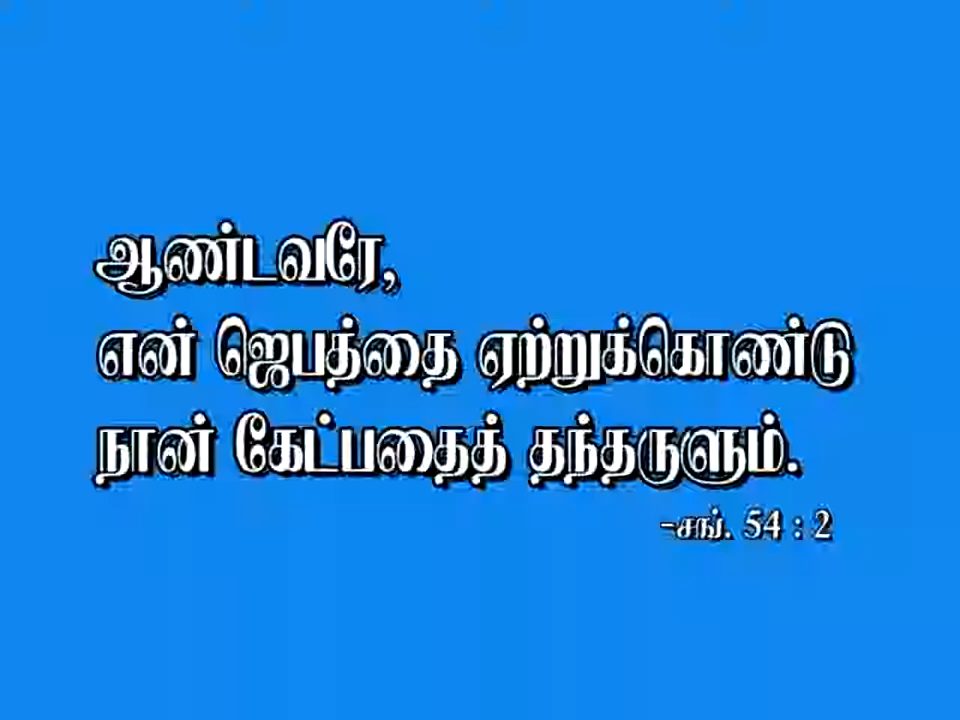 ஆண்டவரே,
என் ஜெபத்தை ஏற்றுக்கொண்டு
நான் கேட்பதைத் தந்தருளும்.
-சங். 54 : 2